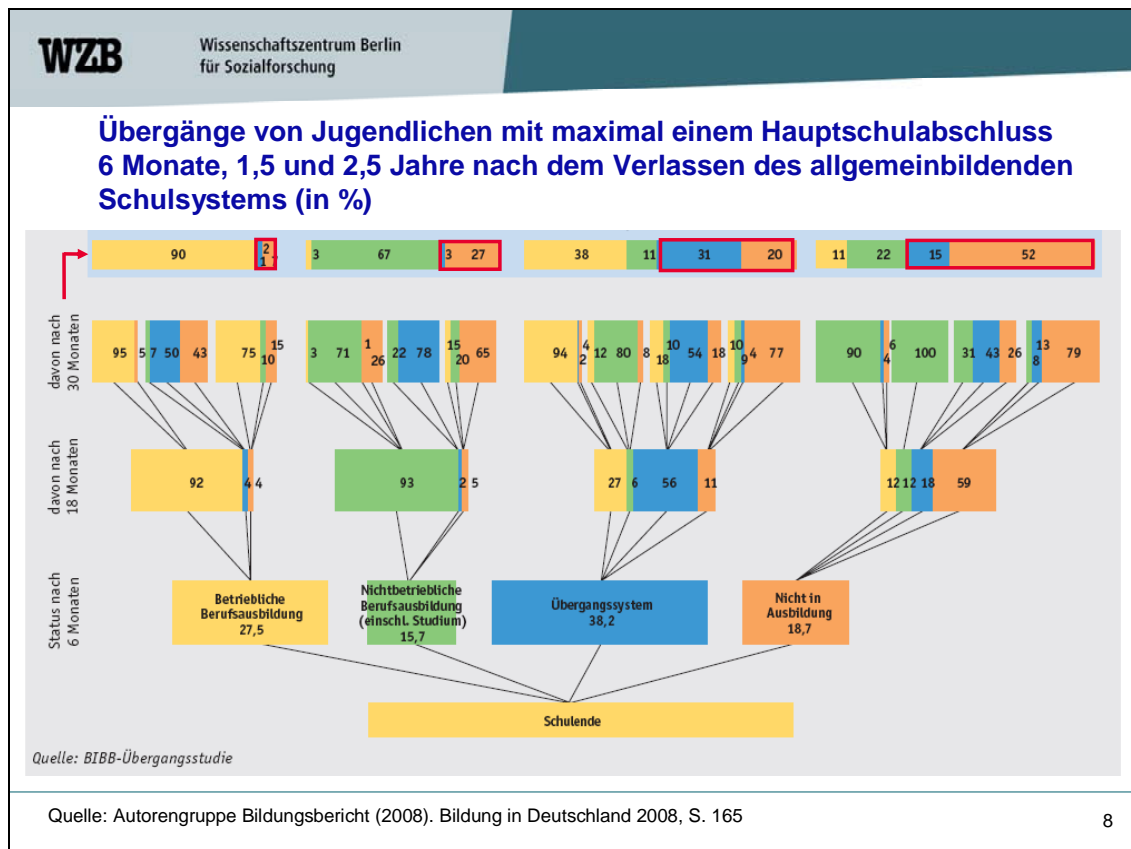 WZB
Wissenschaftszentrum Berlin
für Sozialforschung
Übergänge von Jugendlichen mit maximal einem Hauptschulabschluss
6 Monate, 1,5 und 2,5 Jahre nach dem Verlassen des allgemeinbildenden
Schulsystems (in %)
90 1 2 3 67 3 27 38 11 31 20 11 22 15 52
davon nach
30 Monaten
95 5 7 50 43 75 10 15 3 71 1 26 22 78 15 20 65 94 4 2 12 80 8 18 10 54 18 10 9 4 77 90 4 6 100 31 43 26 8 13 79
davon nach
18 Monaten
92 4 4 93 2 5 27 6 56 11 12 12 18 59
Status nach
6 Monaten
Betriebliche
Berufsausbildung
27,5
Nichtbetriebliche
Berufsausbildung
(einschl. Studium)
15,7
Übergangssystem
38,2
Nicht in
Ausbildung
18,7
Schulende
Quelle: BIBB-Übergangsstudie
Quelle: Autorengruppe Bildungsbericht (2008). Bildung in Deutschland 2008, S. 165
8